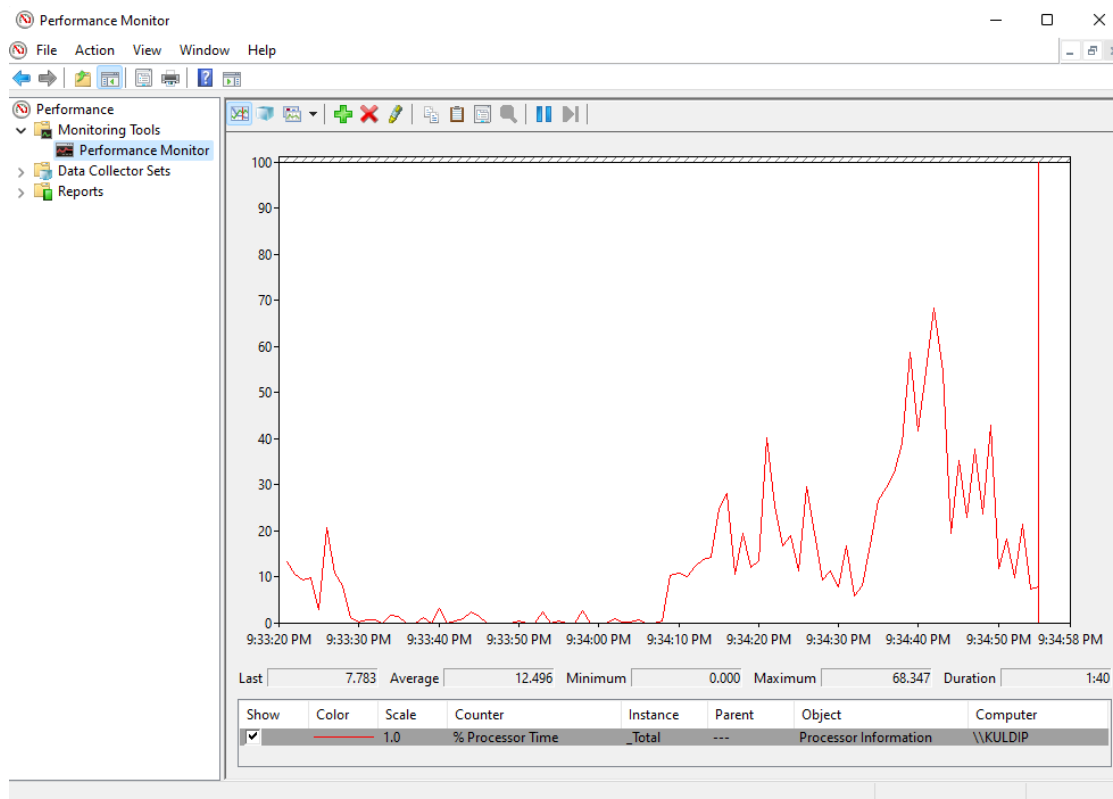 Performance Monitor
File Action View Window Help
Performance
Monitoring Tools
Performance Monitor
Data Collector Sets
Reports
100
90
80
70
60
50
40
30
20
10
0
9:33:20 PM 9:33:30 PM 9:33:40 PM 9:33:50 PM 9:34:00 PM 9:34:10 PM 9:34:20 PM 9:34:30 PM 9:34:40 PM 9:34:50 PM 9:34:58 PM
Last 7.783 Average 12.496 Minimum 0.000 Maximum 68.347 Duration 1:40
Show Color Scale Counter Instance Parent Object Computer
1.0 % Processor Time _Total --- Processor Information \\KULDIP